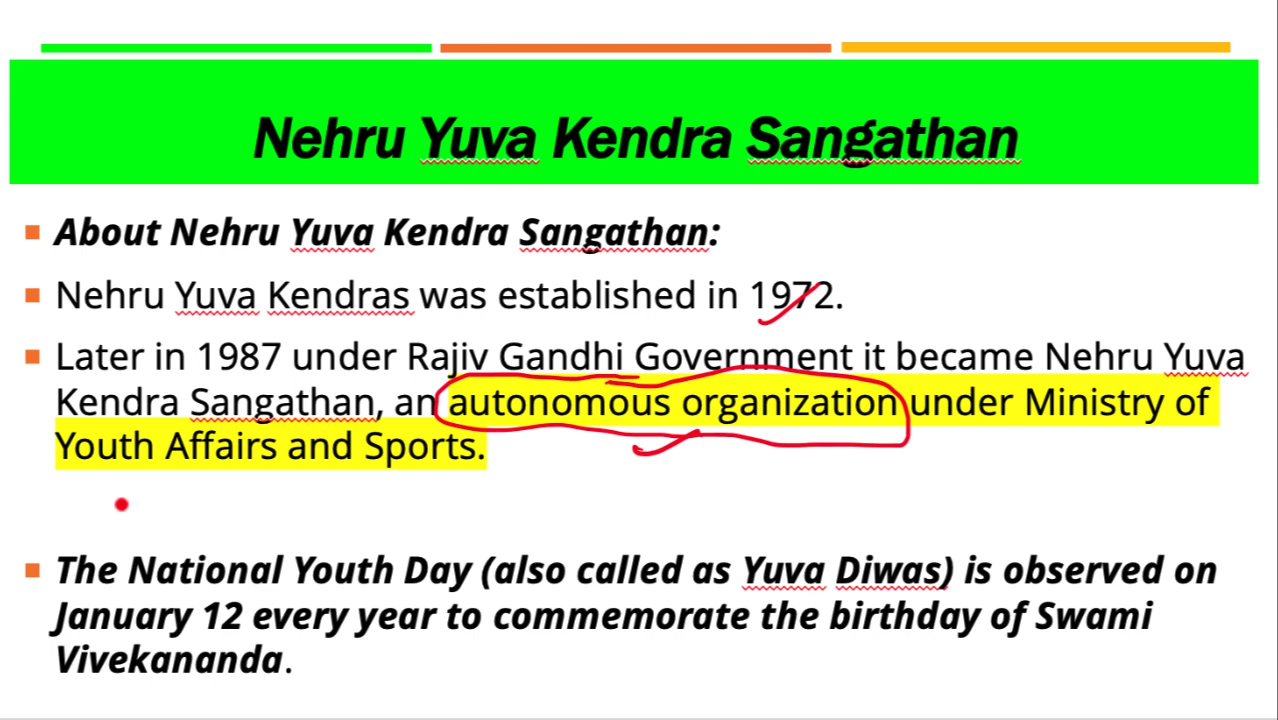 Nehru Yuva Kendra Sangathan
About Nehru Yuva Kendra Sangathan:
Nehru Yuva Kendras was established in 1972.
Later in 1987 under Rajiv Gandhi Government it became Nehru Yuva
Kendra Sangathan, an autonomous organization under Ministry of
Youth Affairs and Sports.
The National Youth Day (also called as Yuva Diwas) is observed on
January 12 every year to commemorate the birthday of Swami
Vivekananda.